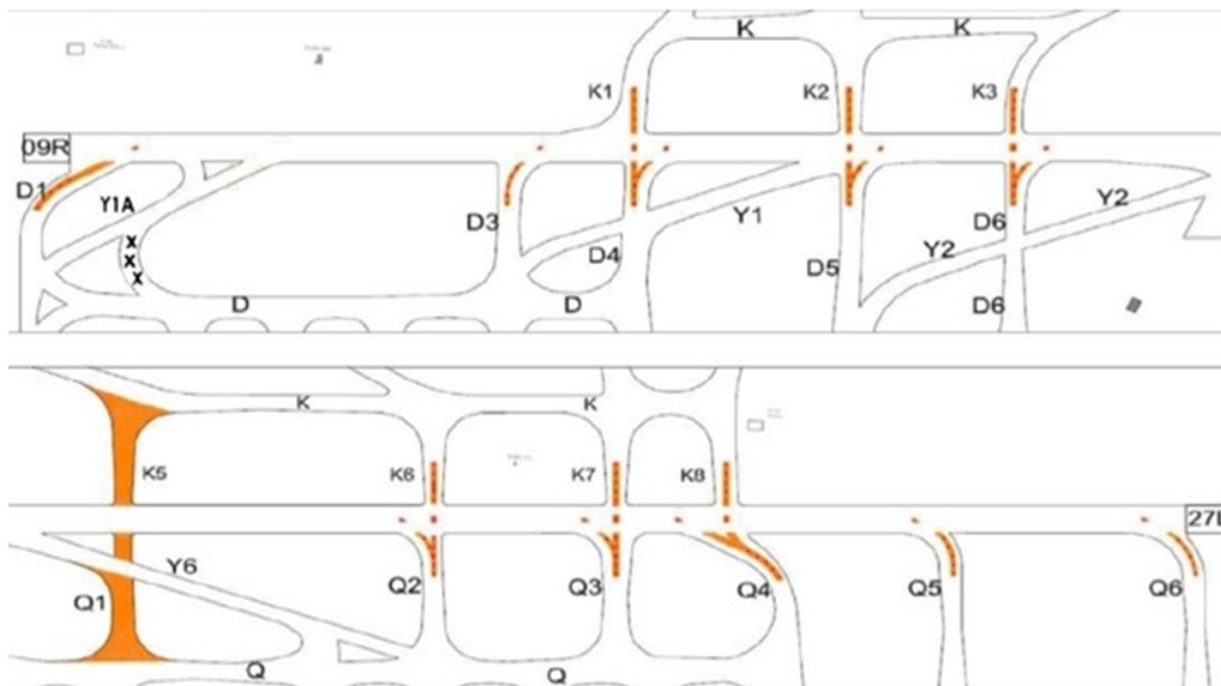 K K
K1 K2 K3
09R
D1
Y1A
X
X
X
D3 D4 Y1 D5 D6 Y2 Y2
D D D6
K K
K5 K6 K7 K8
Y6
Q1 Q2 Q3 Q4 Q5 Q6
Q Q